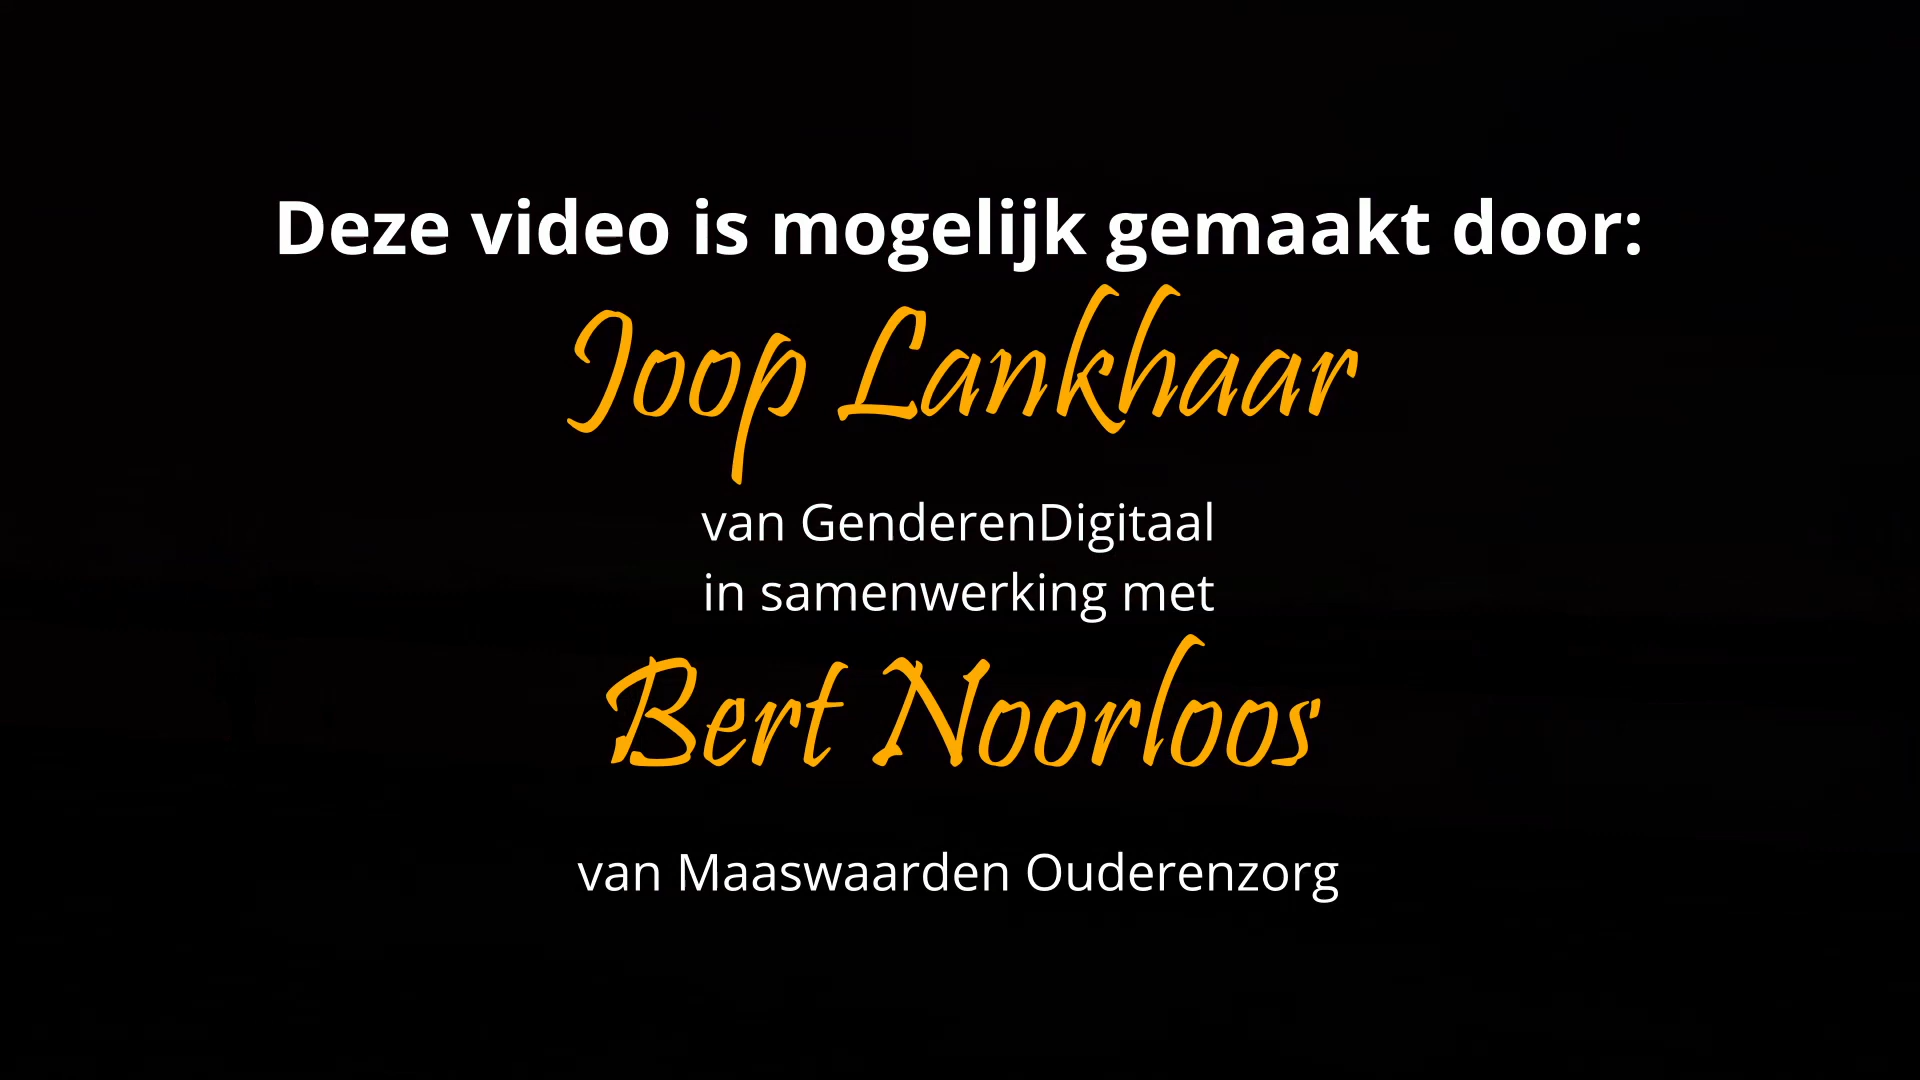 Deze video is mogelijk gemaakt door:
Joop Lankhaar
van GenderenDigitaal
in samenwerking met
Bert Noorloos
van Maaswaarden Ouderenzorg